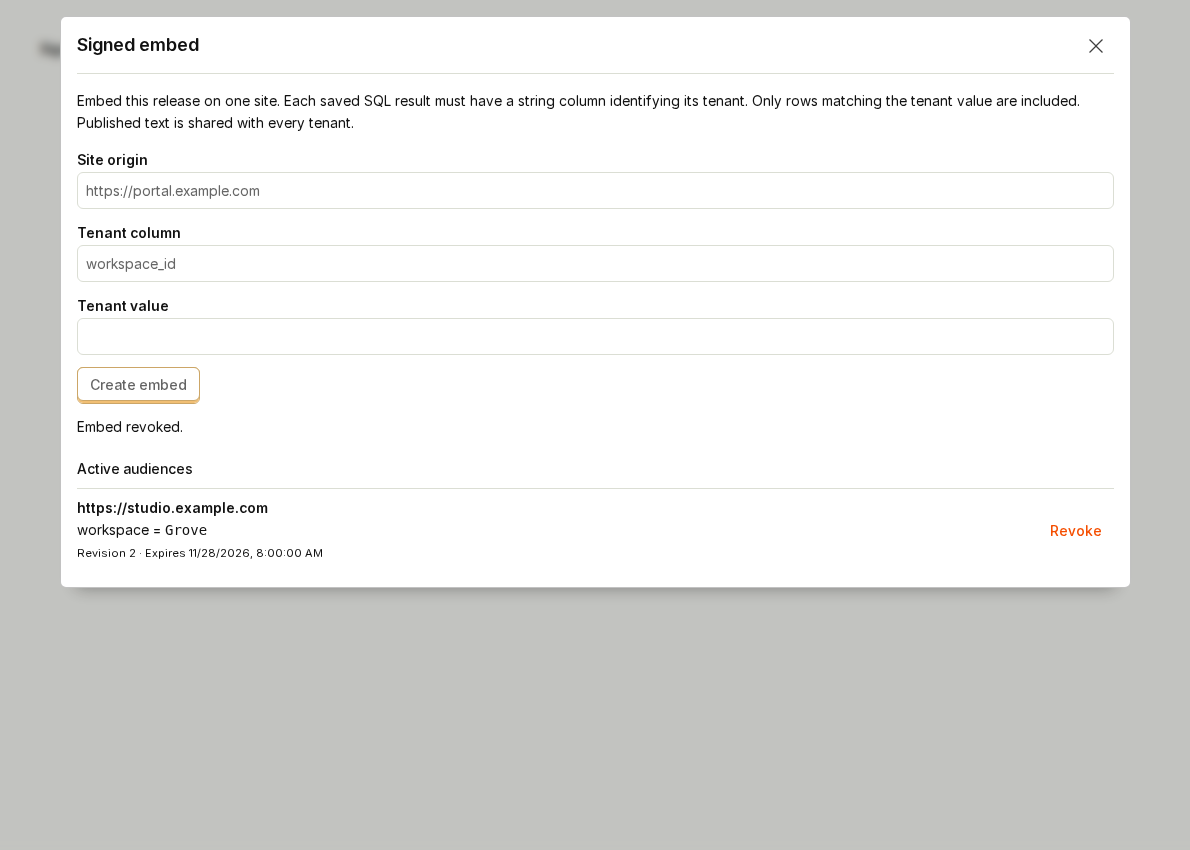 Signed embed
Embed this release on one site. Each saved SQL result must have a string column identifying its tenant. Only rows matching the tenant value are included.
Published text is shared with every tenant.
Site origin
https://portal.example.com
Tenant column
workspace_id
Tenant value
Create embed
Embed revoked.
Active audiences
https://studio.example.com
workspace = Grove
Revoke
Revision 2 · Expires 11/28/2026, 8:00:00 AM